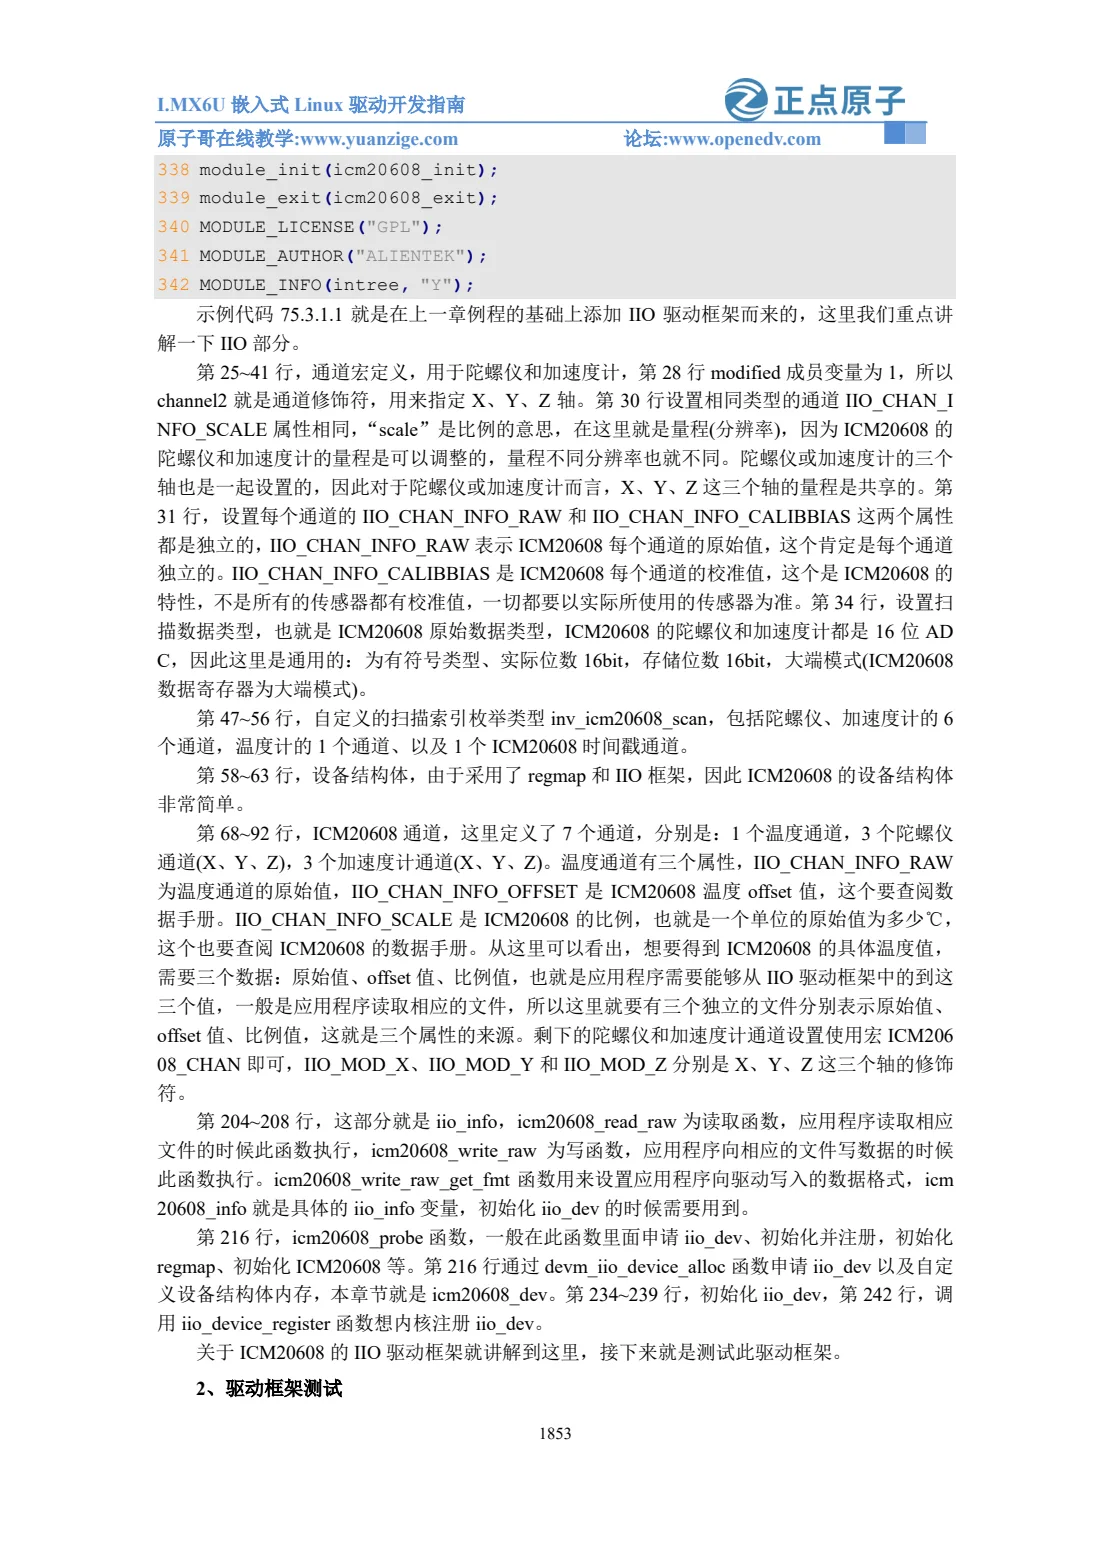 I.MX6U 嵌入式 Linux 驱动开发指南
正点原子
原子哥在线教学:www.yuanzige.com 论坛:www.openedv.com
338 module_init(icm20608_init);
339 module_exit(icm20608_exit);
340 MODULE_LICENSE("GPL");
341 MODULE_AUTHOR("ALIENTEK");
342 MODULE_INFO(intree, "Y");
示例代码 75.3.1.1 就是在上一章例程的基础上添加 IIO 驱动框架而来的，这里我们重点讲
解一下 IIO 部分。
第 25~41 行，通道宏定义，用于陀螺仪和加速度计，第 28 行 modified 成员变量为 1，所以
channel2 就是通道修饰符，用来指定 X、Y、Z 轴。第 30 行设置相同类型的通道 IIO_CHAN_I
NFO_SCALE 属性相同，“scale”是比例的意思，在这里就是量程(分辨率)，因为 ICM20608 的
陀螺仪和加速度计的量程是可以调整的，量程不同分辨率也就不同。陀螺仪或加速度计的三个
轴也是一起设置的，因此对于陀螺仪或加速度计而言，X、Y、Z 这三个轴的量程是共享的。第
31 行，设置每个通道的 IIO_CHAN_INFO_RAW 和 IIO_CHAN_INFO_CALIBBIAS 这两个属性
都是独立的，IIO_CHAN_INFO_RAW 表示 ICM20608 每个通道的原始值，这个肯定是每个通道
独立的。IIO_CHAN_INFO_CALIBBIAS 是 ICM20608 每个通道的校准值，这个是 ICM20608 的
特性，不是所有的传感器都有校准值，一切都要以实际所使用的传感器为准。第 34 行，设置扫
描数据类型，也就是 ICM20608 原始数据类型，ICM20608 的陀螺仪和加速度计都是 16 位 AD
C，因此这里是通用的：为有符号类型、实际位数 16bit，存储位数 16bit，大端模式(ICM20608
数据寄存器为大端模式)。
第 47~56 行，自定义的扫描索引枚举类型 inv_icm20608_scan，包括陀螺仪、加速度计的 6
个通道，温度计的 1 个通道、以及 1 个 ICM20608 时间戳通道。
第 58~63 行，设备结构体，由于采用了 regmap 和 IIO 框架，因此 ICM20608 的设备结构体
非常简单。
第 68~92 行，ICM20608 通道，这里定义了 7 个通道，分别是：1 个温度通道，3 个陀螺仪
通道(X、Y、Z)，3 个加速度计通道(X、Y、Z)。温度通道有三个属性，IIO_CHAN_INFO_RAW
为温度通道的原始值，IIO_CHAN_INFO_OFFSET 是 ICM20608 温度 offset 值，这个要查阅数
据手册。IIO_CHAN_INFO_SCALE 是 ICM20608 的比例，也就是一个单位的原始值为多少℃，
这个也要查阅 ICM20608 的数据手册。从这里可以看出，想要得到 ICM20608 的具体温度值，
需要三个数据：原始值、offset 值、比例值，也就是应用程序需要能够从 IIO 驱动框架中的到这
三个值，一般是应用程序读取相应的文件，所以这里就要有三个独立的文件分别表示原始值、
offset 值、比例值，这就是三个属性的来源。剩下的陀螺仪和加速度计通道设置使用宏 ICM206
08_CHAN 即可，IIO_MOD_X、IIO_MOD_Y 和 IIO_MOD_Z 分别是 X、Y、Z 这三个轴的修饰
符。
第 204~208 行，这部分就是 iio_info，icm20608_read_raw 为读取函数，应用程序读取相应
文件的时候此函数执行，icm20608_write_raw 为写函数，应用程序向相应的文件写数据的时候
此函数执行。icm20608_write_raw_get_fmt 函数用来设置应用程序向驱动写入的数据格式，icm
20608_info 就是具体的 iio_info 变量，初始化 iio_dev 的时候需要用到。
第 216 行，icm20608_probe 函数，一般在此函数里面申请 iio_dev、初始化并注册，初始化
regmap、初始化 ICM20608 等。第 216 行通过 devm_iio_device_alloc 函数申请 iio_dev 以及自定
义设备结构体内存，本章节就是 icm20608_dev。第 234~239 行，初始化 iio_dev，第 242 行，调
用 iio_device_register 函数想内核注册 iio_dev。
关于 ICM20608 的 IIO 驱动框架就讲解到这里，接下来就是测试此驱动框架。
2、驱动框架测试
1853